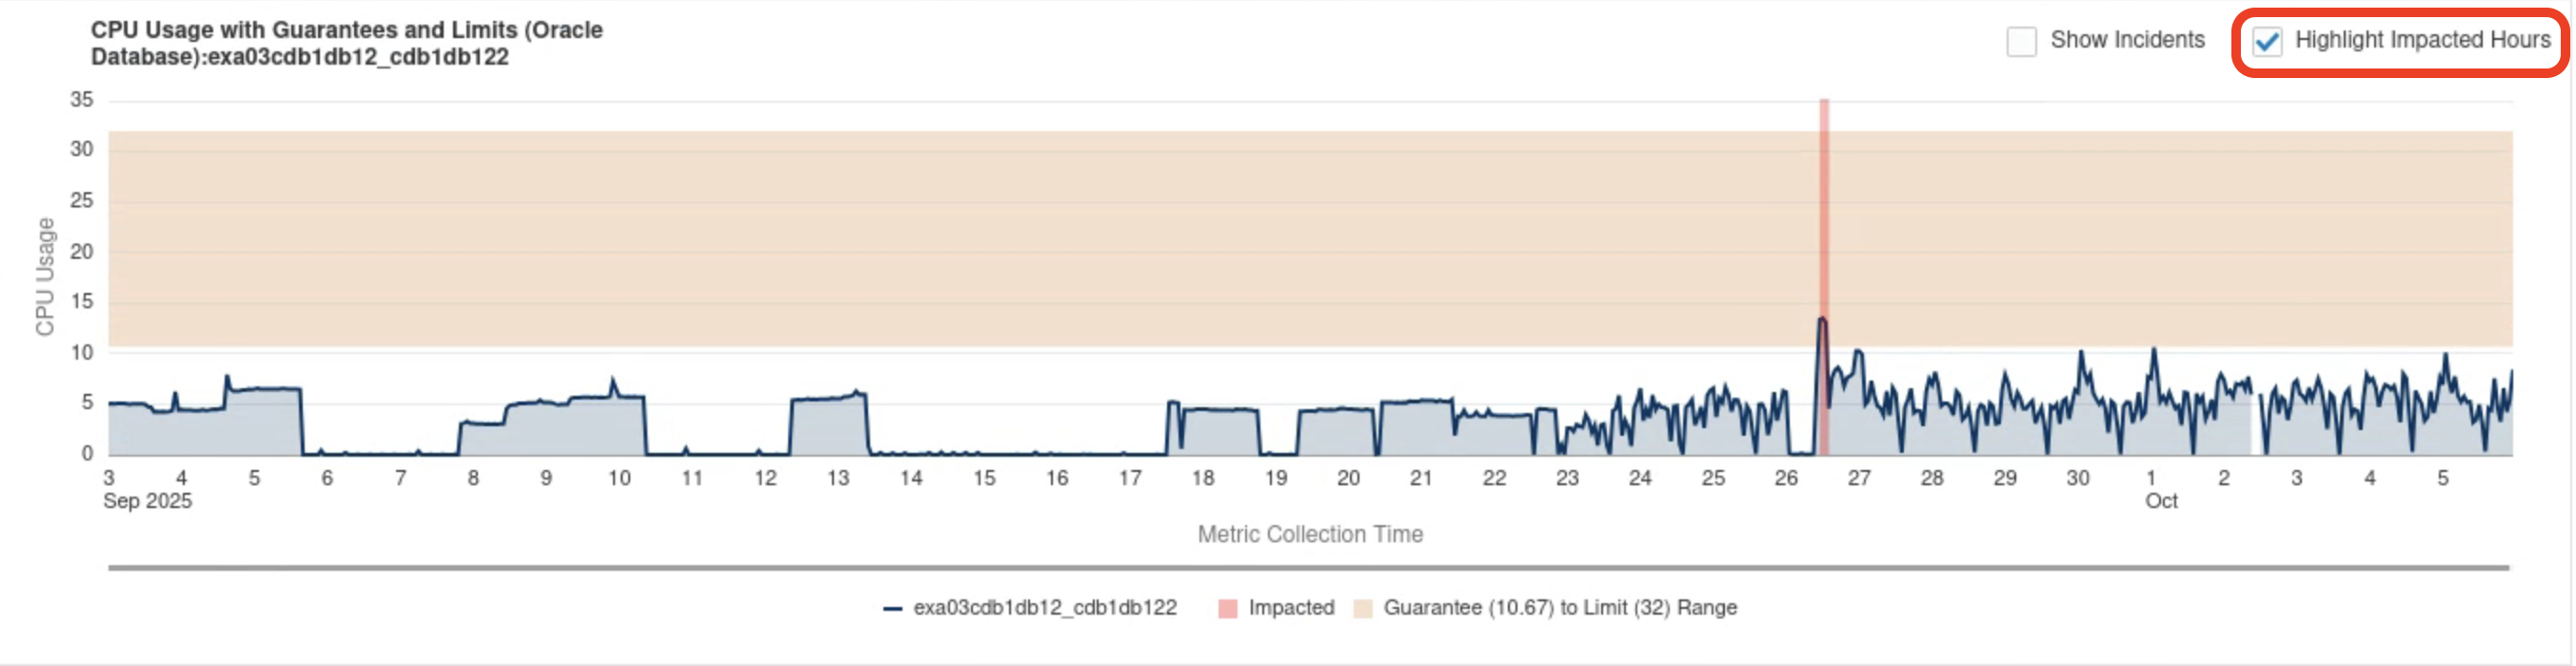 CPU Usage with Guarantees and Limits (Oracle
Database):exa03cdb1db12_cdb1db122
Show Incidents
Highlight Impacted Hours
35
30
25
20
15
10
5
0
CPU Usage
3 4 5 6 7 8 9 10 11 12 13 14 15 16 17 18 19 20 21 22 23 24 25 26 27 28 29 30 1 2 3 4 5
Sep 2025 Oct
Metric Collection Time
exa03cdb1db12_cdb1db122 Impacted Guarantee (10.67) to Limit (32) Range